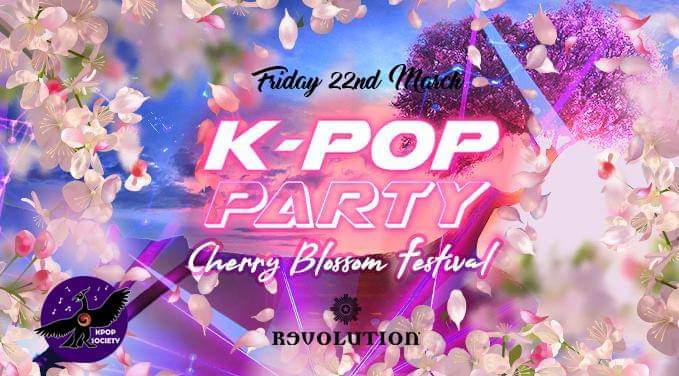 Friday 22nd March
K-POP
PARTY
Cherry Blossom Festival
REVOLUTION
KPOP
SOCIETY